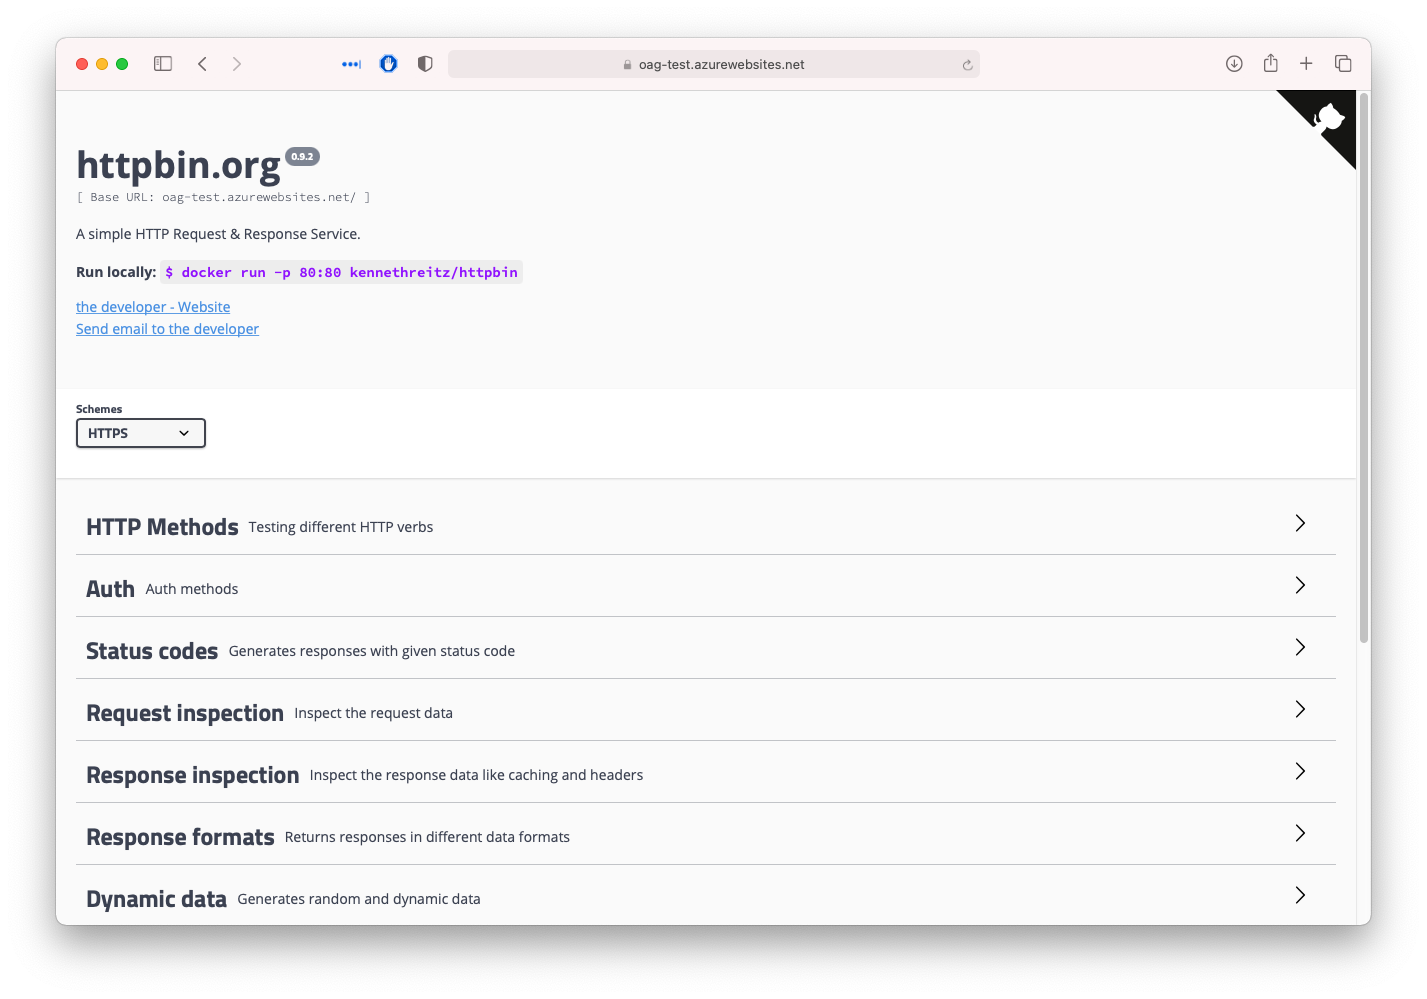 oag-test.azurewebsites.net
httpbin.org 0.9.2
[ Base URL: oag-test.azurewebsites.net/ ]
A simple HTTP Request & Response Service.
Run locally: $ docker run -p 80:80 kennethreitz/httpbin
the developer - Website
Send email to the developer
Schemes
HTTPS
HTTP Methods Testing different HTTP verbs
Auth Auth methods
Status codes Generates responses with given status code
Request inspection Inspect the request data
Response inspection Inspect the response data like caching and headers
Response formats Returns responses in different data formats
Dynamic data Generates random and dynamic data